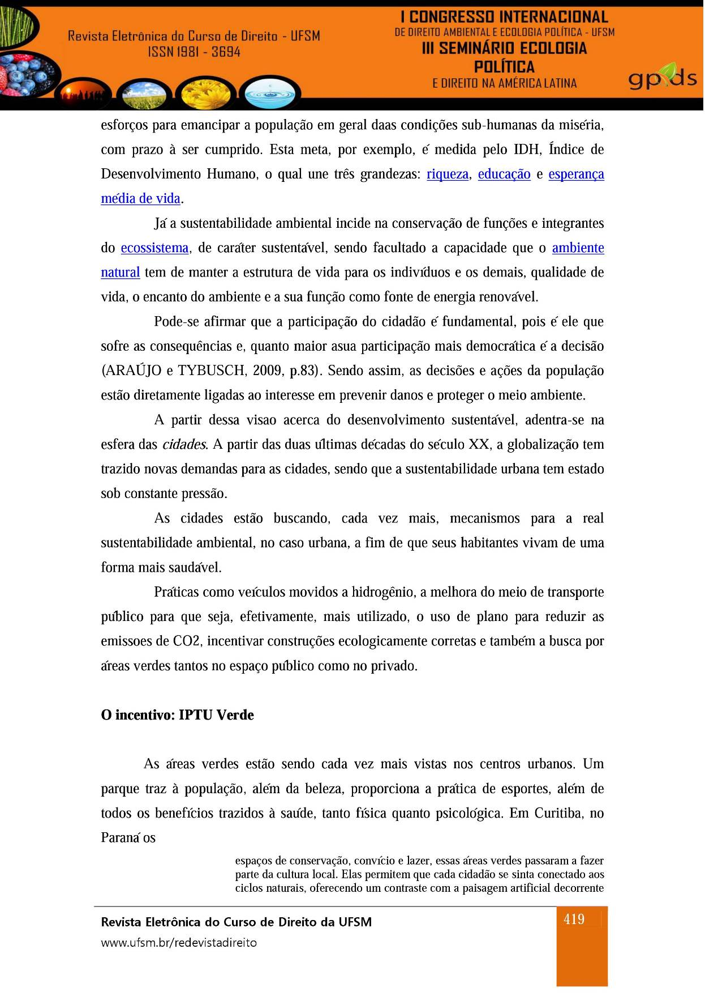 Revista Eletrônica do Curso de Direito - UFSM
ISSN 1981 - 3694
I CONGRESSO INTERNACIONAL
DE DIREITO AMBIENTAL E ECOLOGIA POLÍTICA - UFSM
III SEMINÁRIO ECOLOGIA
POLÍTICA
E DIREITO NA AMÉRICA LATINA
gpds
esforços para emancipar a população em geral daas condições sub-humanas da miséria,
com prazo à ser cumprido. Esta meta, por exemplo, é medida pelo IDH, Índice de
Desenvolvimento Humano, o qual une três grandezas: riqueza, educação e esperança
média de vida.
Já a sustentabilidade ambiental incide na conservação de funções e integrantes
do ecossistema, de caráter sustentável, sendo facultado a capacidade que o ambiente
natural tem de manter a estrutura de vida para os indivíduos e os demais, qualidade de
vida, o encanto do ambiente e a sua função como fonte de energia renovável.
Pode-se afirmar que a participação do cidadão é fundamental, pois é ele que
sofre as consequências e, quanto maior asua participação mais democrática é a decisão
(ARAÚJO e TYBUSCH, 2009, p.83). Sendo assim, as decisões e ações da população
estão diretamente ligadas ao interesse em prevenir danos e proteger o meio ambiente.
A partir dessa visao acerca do desenvolvimento sustentável, adentra-se na
esfera das cidades. A partir das duas últimas décadas do século XX, a globalização tem
trazido novas demandas para as cidades, sendo que a sustentabilidade urbana tem estado
sob constante pressão.
As cidades estão buscando, cada vez mais, mecanismos para a real
sustentabilidade ambiental, no caso urbana, a fim de que seus habitantes vivam de uma
forma mais saudável.
Práticas como veículos movidos a hidrogênio, a melhora do meio de transporte
público para que seja, efetivamente, mais utilizado, o uso de plano para reduzir as
emissoes de CO2, incentivar construções ecologicamente corretas e também a busca por
áreas verdes tantos no espaço público como no privado.
O incentivo: IPTU Verde
As áreas verdes estão sendo cada vez mais vistas nos centros urbanos. Um
parque traz à população, além da beleza, proporciona a prática de esportes, além de
todos os benefícios trazidos à saúde, tanto física quanto psicológica. Em Curitiba, no
Paraná os
espaços de conservação, convício e lazer, essas áreas verdes passaram a fazer
parte da cultura local. Elas permitem que cada cidadão se sinta conectado aos
ciclos naturais, oferecendo um contraste com a paisagem artificial decorrente
Revista Eletrônica do Curso de Direito da UFSM
419
www.ufsm.br/redevistadireito